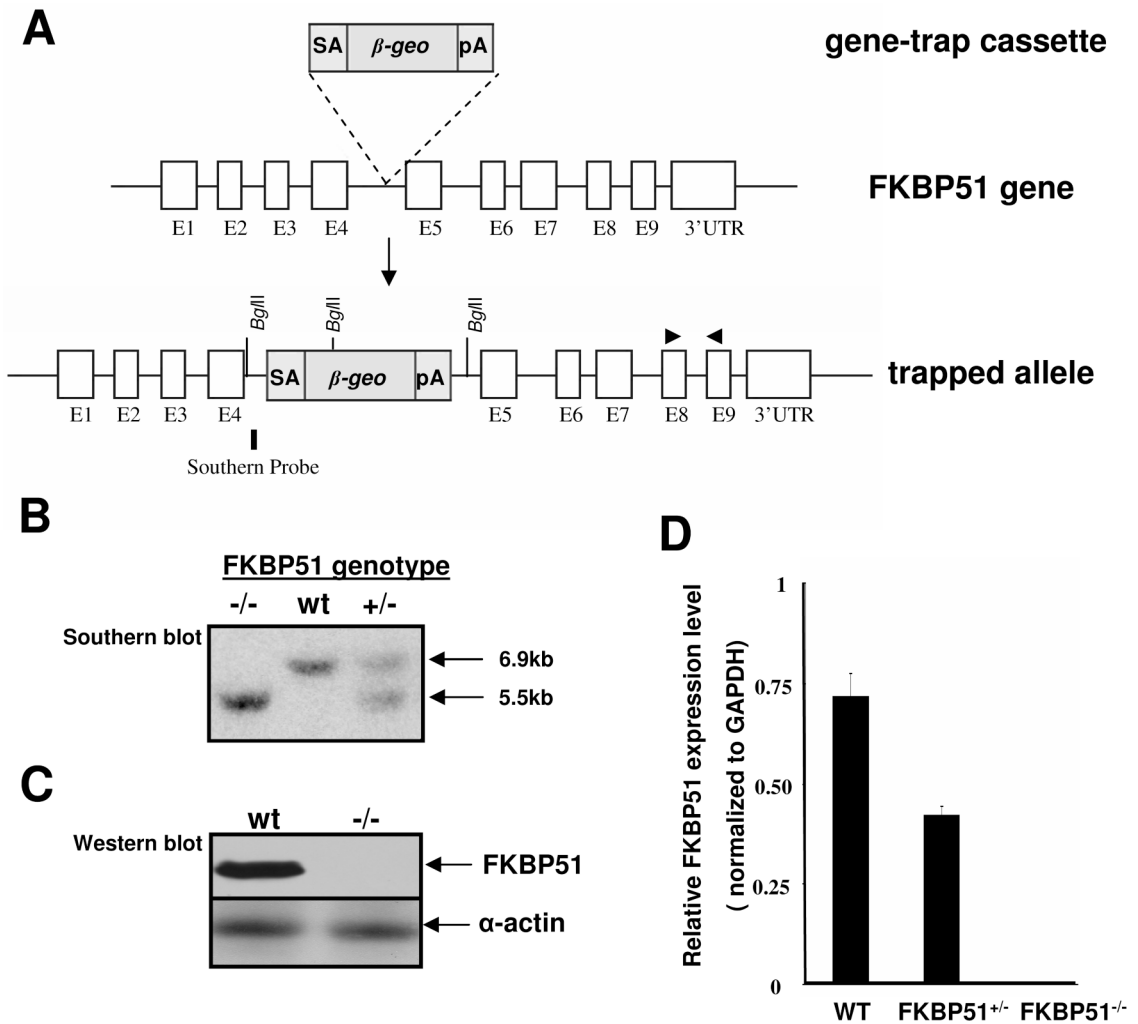 A
SA β-geo pA
gene-trap cassette
FKBP51 gene
E1 E2 E3 E4 E5 E6 E7 E8 E9 3'UTR
BglII BglII BglII
SA β-geo pA
trapped allele
E1 E2 E3 E4 E5 E6 E7 E8 E9 3'UTR
Southern Probe
B
FKBP51 genotype
-/- wt +/-
Southern blot
6.9kb
5.5kb
C
wt -/-
Western blot
FKBP51
α-actin
D
Relative FKBP51 expression level
( normalized to GAPDH)
1
0.75
0.50
0.25
0
WT FKBP51+/- FKBP51-/-